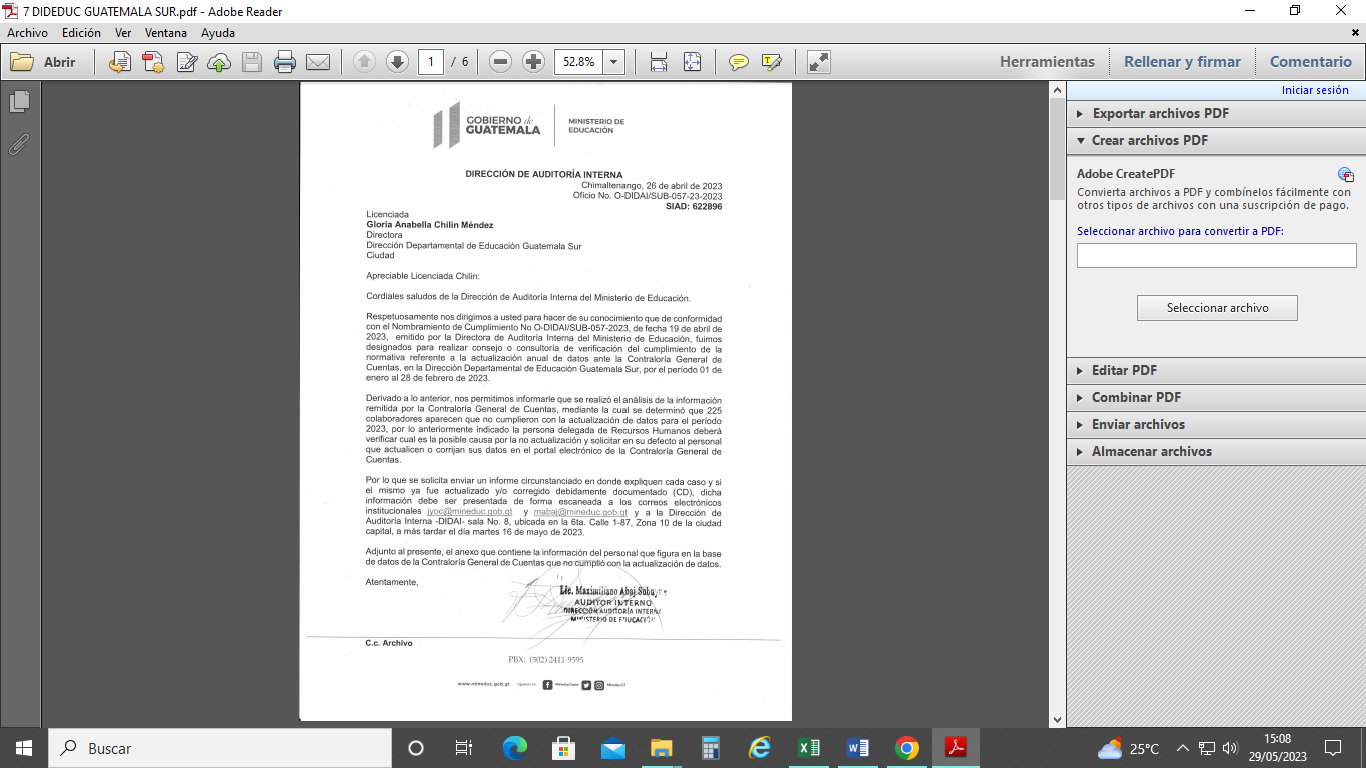 7 DIDEDUC GUATEMALA SUR.pdf - Adobe Reader
Archivo Edición Ver Ventana Ayuda
Abrir 1 / 6 52.8% Herramientas Rellenar y firmar Comentario
Iniciar sesión
GOBIERNO de
GUATEMALA
MINISTERIO DE
EDUCACIÓN
DIRECCIÓN DE AUDITORÍA INTERNA
Chimaltenango, 26 de abril de 2023
Oficio No. O-DIDAI/SUB-057-23-2023
SIAD: 622896
Licenciada
Gloria Anabella Chilin Méndez
Directora
Dirección Departamental de Educación Guatemala Sur
Ciudad
Apreciable Licenciada Chilin:
Cordiales saludos de la Dirección de Auditoría Interna del Ministerio de Educación.
Respetuosamente nos dirigimos a usted para hacer de su conocimiento que de conformidad
con el Nombramiento de Cumplimiento No O-DIDAI/SUB-057-2023, de fecha 19 de abril de
2023, emitido por la Directora de Auditoría Interna del Ministerio de Educación, fuimos
designados para realizar consejo o consultoría de verificación del cumplimiento de la
normativa referente a la actualización anual de datos ante la Contraloría General de
Cuentas, en la Dirección Departamental de Educación Guatemala Sur, por el período 01 de
enero al 28 de febrero de 2023.
Derivado a lo anterior, nos permitimos informarle que se realizó el análisis de la información
remitida por la Contraloría General de Cuentas, mediante la cual se determinó que 225
colaboradores aparecen que no cumplieron con la actualización de datos para el período
2023, por lo anteriormente indicado la persona delegada de Recursos Humanos deberá
verificar cual es la posible causa por la no actualización y solicitar en su defecto al personal
que actualicen o corrijan sus datos en el portal electrónico de la Contraloría General de
Cuentas.
Por lo que se solicita enviar un informe circunstanciado en donde expliquen cada caso y si
el mismo ya fue actualizado y/o corregido debidamente documentado (CD), dicha
información debe ser presentada de forma escaneada a los correos electrónicos
institucionales jyoc@mineduc.gob.gt y mabaj@mineduc.gob.gt y a la Dirección de
Auditoría Interna -DIDAI- sala No. 8, ubicada en la 6ta. Calle 1-87, Zona 10 de la ciudad
capital, a más tardar el día martes 16 de mayo de 2023.
Adjunto al presente, el anexo que contiene la información del personal que figura en la base
de datos de la Contraloría General de Cuentas que no cumplió con la actualización de datos.
Atentamente,
Lic. Maximiliano Abaj
AUDITOR INTERNO
DIRECCIÓN AUDITORÍA INTERNA
MINISTERIO DE EDUCACIÓN
C.c. Archivo
PBX: (502) 2411-9595
www.mineduc.gob.gt
Exportar archivos PDF
Crear archivos PDF
Adobe CreatePDF
Convierta archivos a PDF y combínelos fácilmente con
otros tipos de archivos con una suscripción de pago.
Seleccionar archivo para convertir a PDF:
Seleccionar archivo
Editar PDF
Combinar PDF
Enviar archivos
Almacenar archivos
Buscar
25°C
15:08
29/05/2023